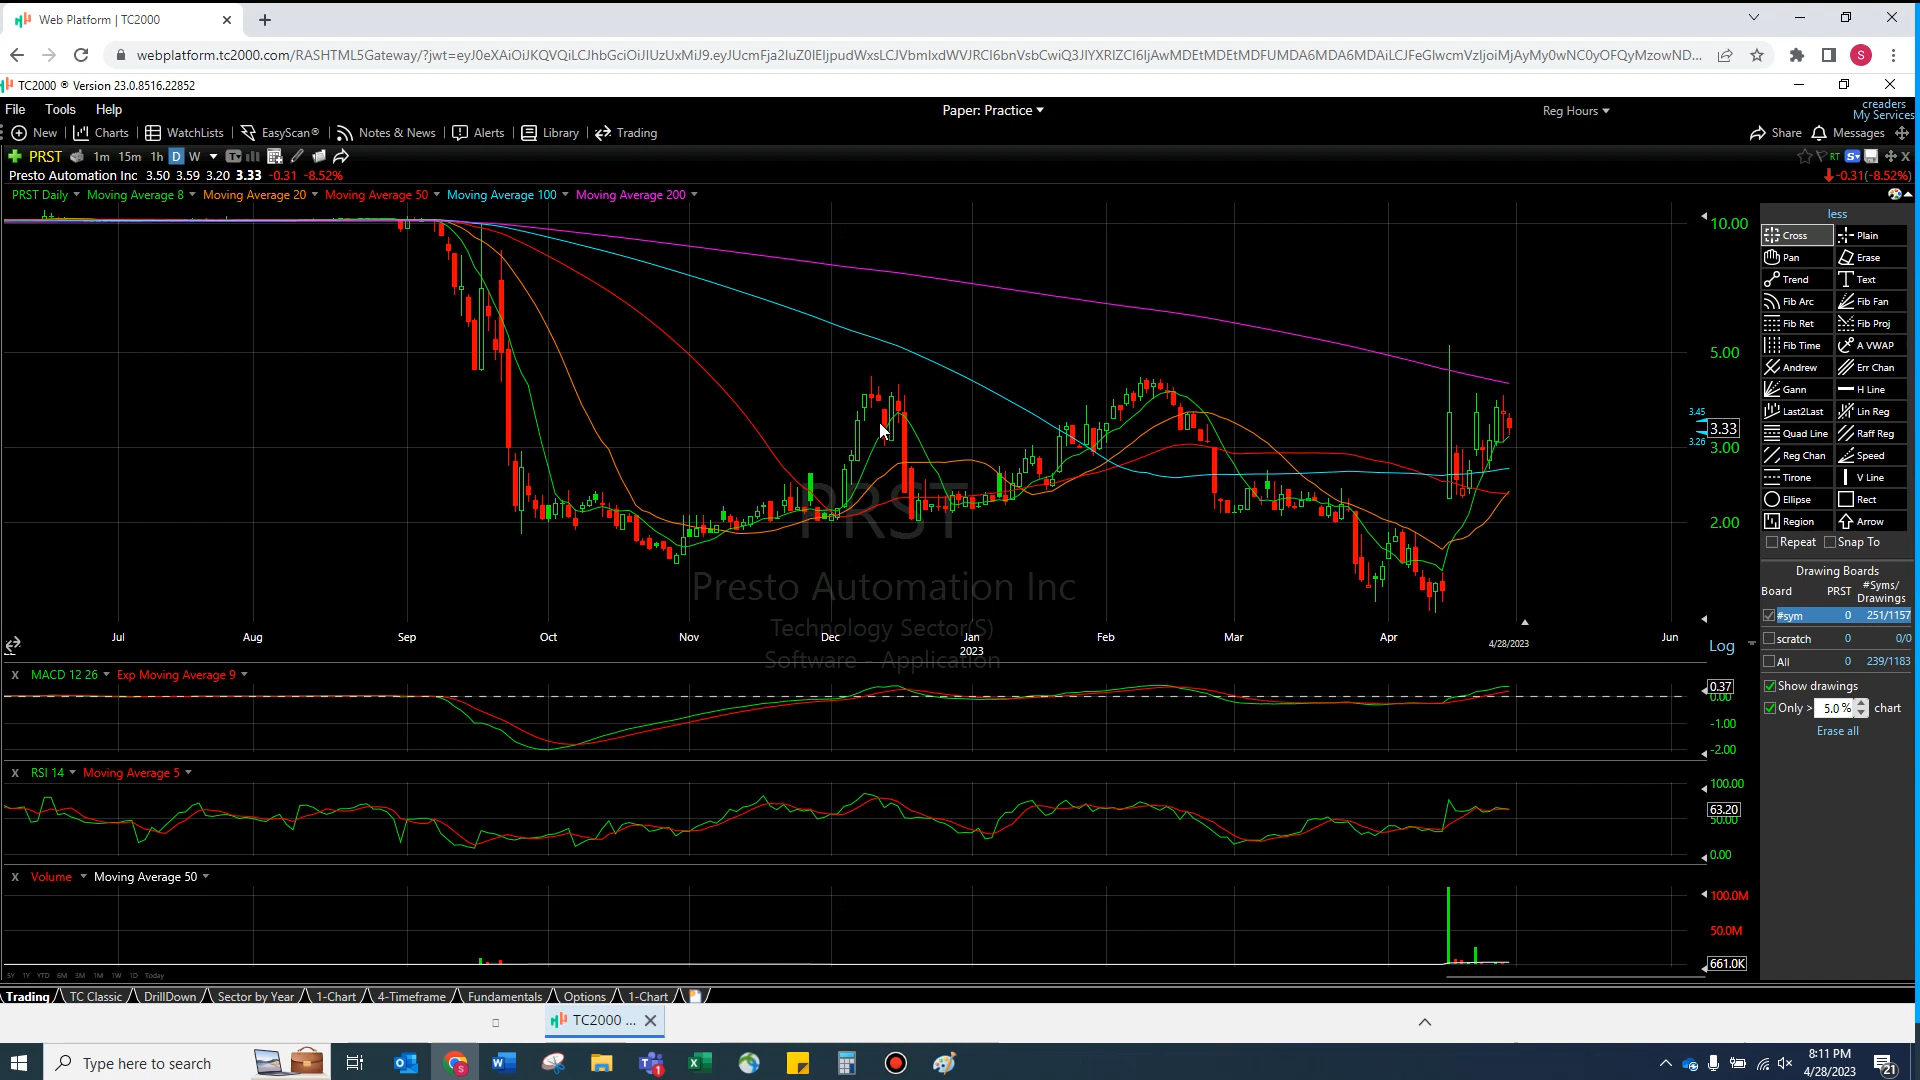 Web Platform | TC2000
webplatform.tc2000.com/RASHTML5Gateway/?jwt=
TC2000 ® Version 23.0.8516.22852
File Tools Help
Paper: Practice
Reg Hours
creaders
My Services
New Charts WatchLists EasyScan® Notes & News Alerts Library Trading
Share Messages
PRST 1m 15m 1h D W
RT
Presto Automation Inc 3.50 3.59 3.20 3.33 -0.31 -8.52%
-0.31(-8.52%)
PRST Daily Moving Average 8 Moving Average 20 Moving Average 50 Moving Average 100 Moving Average 200
10.00
5.00
3.45
3.33
3.26
3.00
2.00
PRST
Presto Automation Inc
Technology Sector(S)
Software - Application
Jul Aug Sep Oct Nov Dec Jan Feb Mar Apr Jun
2023
4/28/2023
Log
MACD 12 26 Exp Moving Average 9
0.37
0.00
-1.00
-2.00
RSI 14 Moving Average 5
100.00
63.20
50.00
0.00
Volume Moving Average 50
100.0M
50.0M
661.0K
5Y 1Y YTD 6M 3M 1M 1W 1D Today
less
Cross Plain
Pan Erase
Trend Text
Fib Arc Fib Fan
Fib Ret Fib Proj
Fib Time A VWAP
Andrew Err Chan
Gann H Line
Last2Last Lin Reg
Quad Line Raff Reg
Reg Chan Speed
Tirone V Line
Ellipse Rect
Region Arrow
Repeat Snap To
Drawing Boards
Board PRST #Syms/
Drawings
#sym 0 251/1157
scratch 0 0/0
All 0 239/1183
Show drawings
Only > 5.0 % chart
Erase all
Trading TC Classic DrillDown Sector by Year 1-Chart 4-Timeframe Fundamentals Options 1-Chart
TC2000 ...
Type here to search
8:11 PM
4/28/2023
21